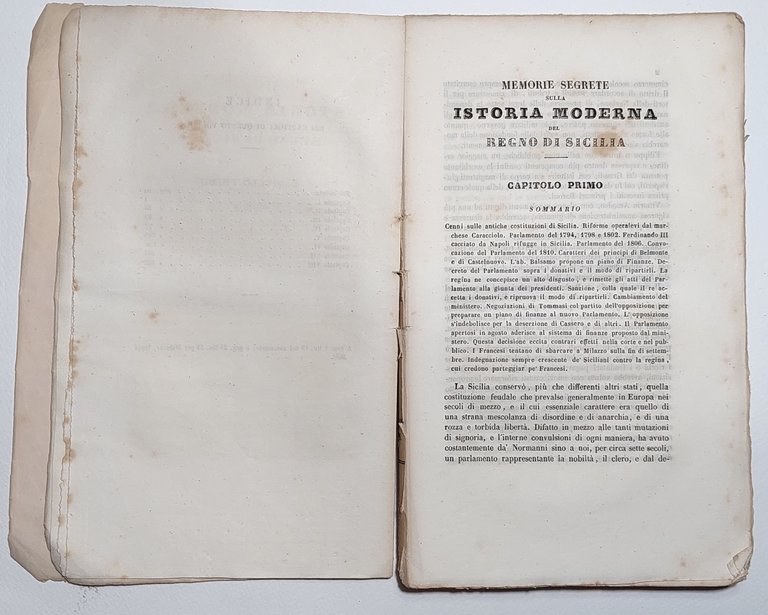 MEMORIE SEGRETE
SULLA
ISTORIA MODERNA
DEL
REGNO DI SICILIA
CAPITOLO PRIMO
SOMMARIO
Cenni sulle antiche costituzioni di Sicilia. Riforme operatevi dal mar-
chese Caracciolo. Parlamento del 1794, 1798 e 1802. Ferdinando III
cacciato da Napoli rifugge in Sicilia. Parlamento del 1806. Convo-
cazione del Parlamento del 1810. Caratteri dei principi di Belmonte
e di Castelnuovo. L'ab. Balsamo propone un piano di Finanze. De-
creto del Parlamento sopra i donativi e il modo di ripartirli. La
regina ne concepisce un alto disgusto, e rimette gli atti del Par-
lamento alla giunta dei presidenti. Sanzione, colla quale il re ac-
cetta i donativi, e ripruova il modo di ripartirli. Cambiamento del
ministero. Negoziazioni di Tommasi col partito dell'opposizione per
preparare un piano di finanze al nuovo Parlamento. L'opposizione
s'indebolisce per la deserzione di Cassero e di altri. Il Parlamento
apertosi in agosto aderisce al sistema di finanze proposto dal mini-
stero. Questa decisione eccita contrari effetti nella corte e nel pub-
blico. I Francesi tentano di sbarcare a Milazzo sulla fin di settembre.
Indegnazione sempre crescente de' Siciliani contro la regina,
cui credono parteggiar pe' Francesi.
La Sicilia conservò, più che differenti altri stati, quella
costituzione feudale che prevalse generalmente in Europa nei
secoli di mezzo, e il cui essenziale carattere era quello di
una strana mescolanza di disordine e di anarchia, e di una
rozza e torbida libertà. Difatto in mezzo alle tanti mutazioni
di signoria, e l'interne convulsioni di ogni maniera, ha avuto
costantemente da' Normanni sino a noi, per circa sette secoli,
un parlamento rappresentante la nobiltà, il clero, e dal de-